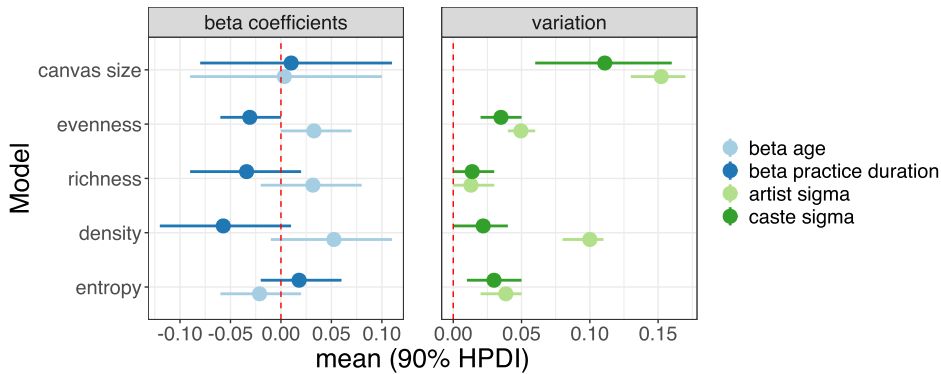 beta coefficients
variation
Model
canvas size
evenness
richness
density
entropy
-0.10 -0.05 0.00 0.05 0.10
0.00 0.05 0.10 0.15
mean (90% HPDI)
beta age
beta practice duration
artist sigma
caste sigma